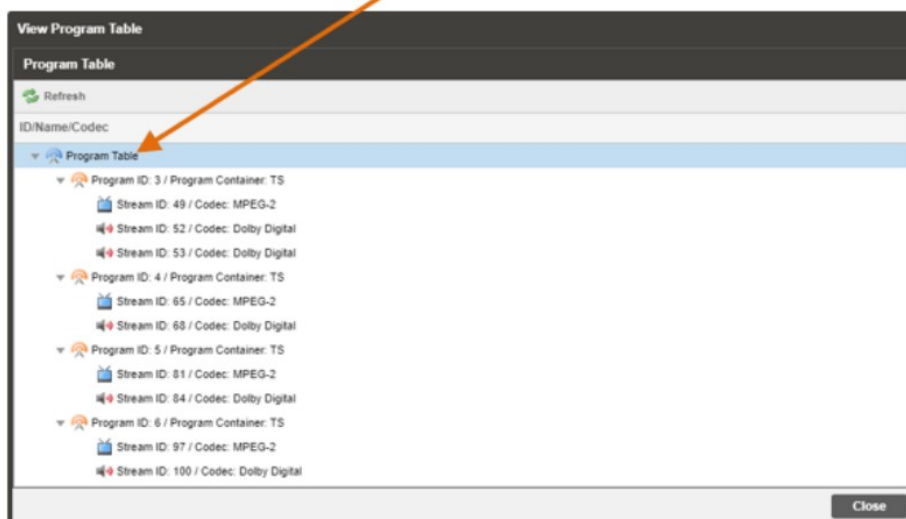 View Program Table
Program Table
Refresh
ID/Name/Codec
Program Table
Program ID: 3 / Program Container: TS
Stream ID: 49 / Codec: MPEG-2
Stream ID: 52 / Codec: Dolby Digital
Stream ID: 53 / Codec: Dolby Digital
Program ID: 4 / Program Container: TS
Stream ID: 65 / Codec: MPEG-2
Stream ID: 68 / Codec: Dolby Digital
Program ID: 5 / Program Container: TS
Stream ID: 81 / Codec: MPEG-2
Stream ID: 84 / Codec: Dolby Digital
Program ID: 6 / Program Container: TS
Stream ID: 97 / Codec: MPEG-2
Stream ID: 100 / Codec: Dolby Digital
Close